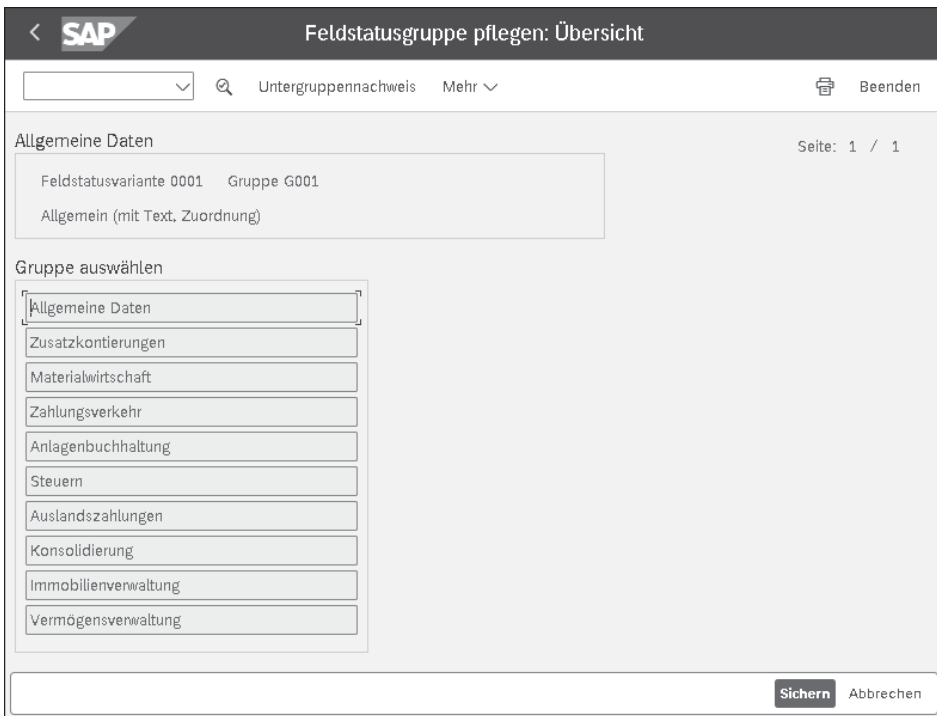 SAP Feldstatusgruppe pflegen: Übersicht
Untergruppennachweis Mehr Beenden
Allgemeine Daten Seite: 1 / 1
Feldstatusvariante 0001 Gruppe G001
Allgemein (mit Text, Zuordnung)
Gruppe auswählen
Allgemeine Daten
Zusatzkontierungen
Materialwirtschaft
Zahlungsverkehr
Anlagenbuchhaltung
Steuern
Auslandszahlungen
Konsolidierung
Immobilienverwaltung
Vermögensverwaltung
Sichern Abbrechen